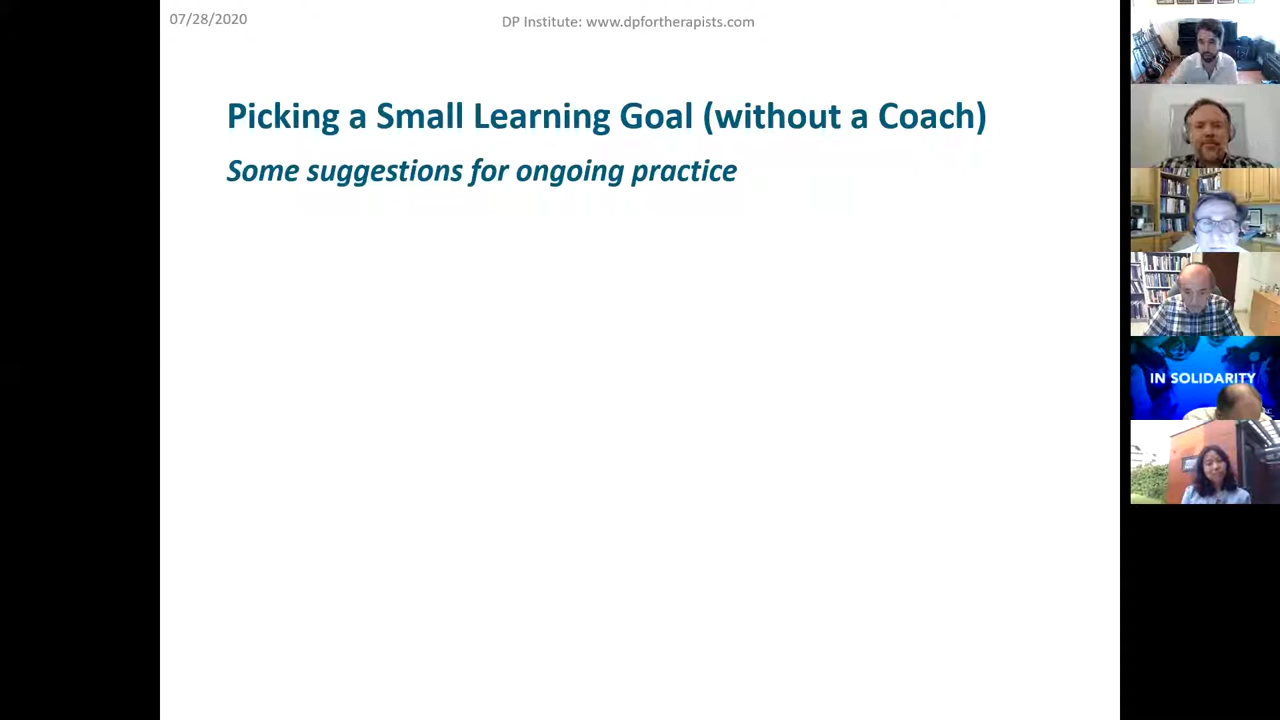 07/28/2020
DP Institute: www.dpfortherapists.com
Picking a Small Learning Goal (without a Coach)
Some suggestions for ongoing practice
IN SOLIDARITY